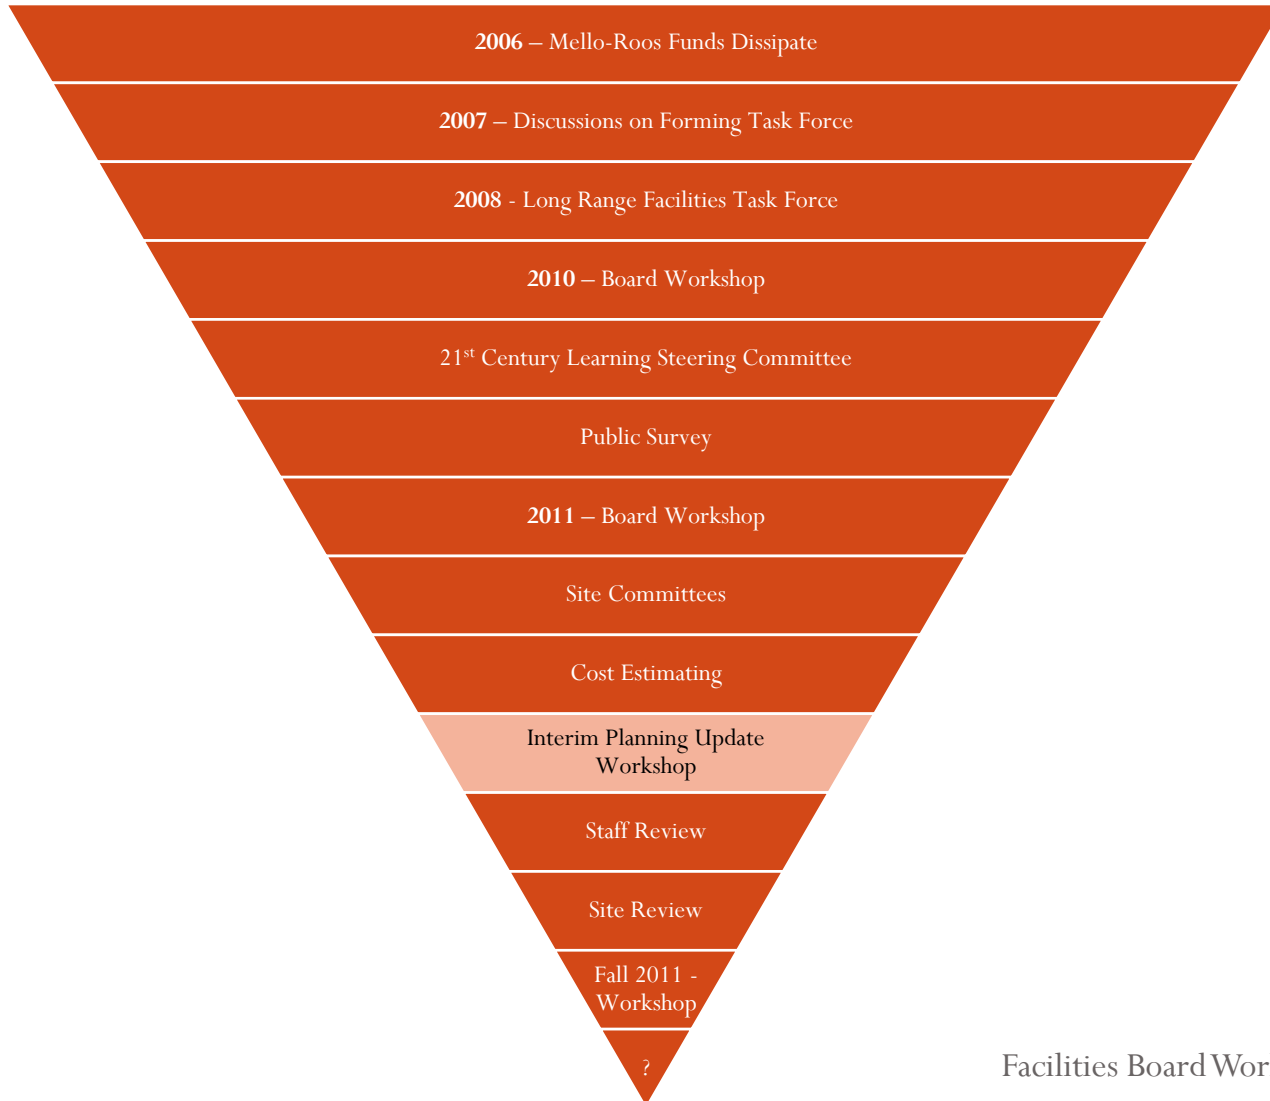 2006 – Mello-Roos Funds Dissipate
2007 – Discussions on Forming Task Force
2008 - Long Range Facilities Task Force
2010 – Board Workshop
21st Century Learning Steering Committee
Public Survey
2011 – Board Workshop
Site Committees
Cost Estimating
Interim Planning Update
Workshop
Staff Review
Site Review
Fall 2011 -
Workshop
?
Facilities Board Wor